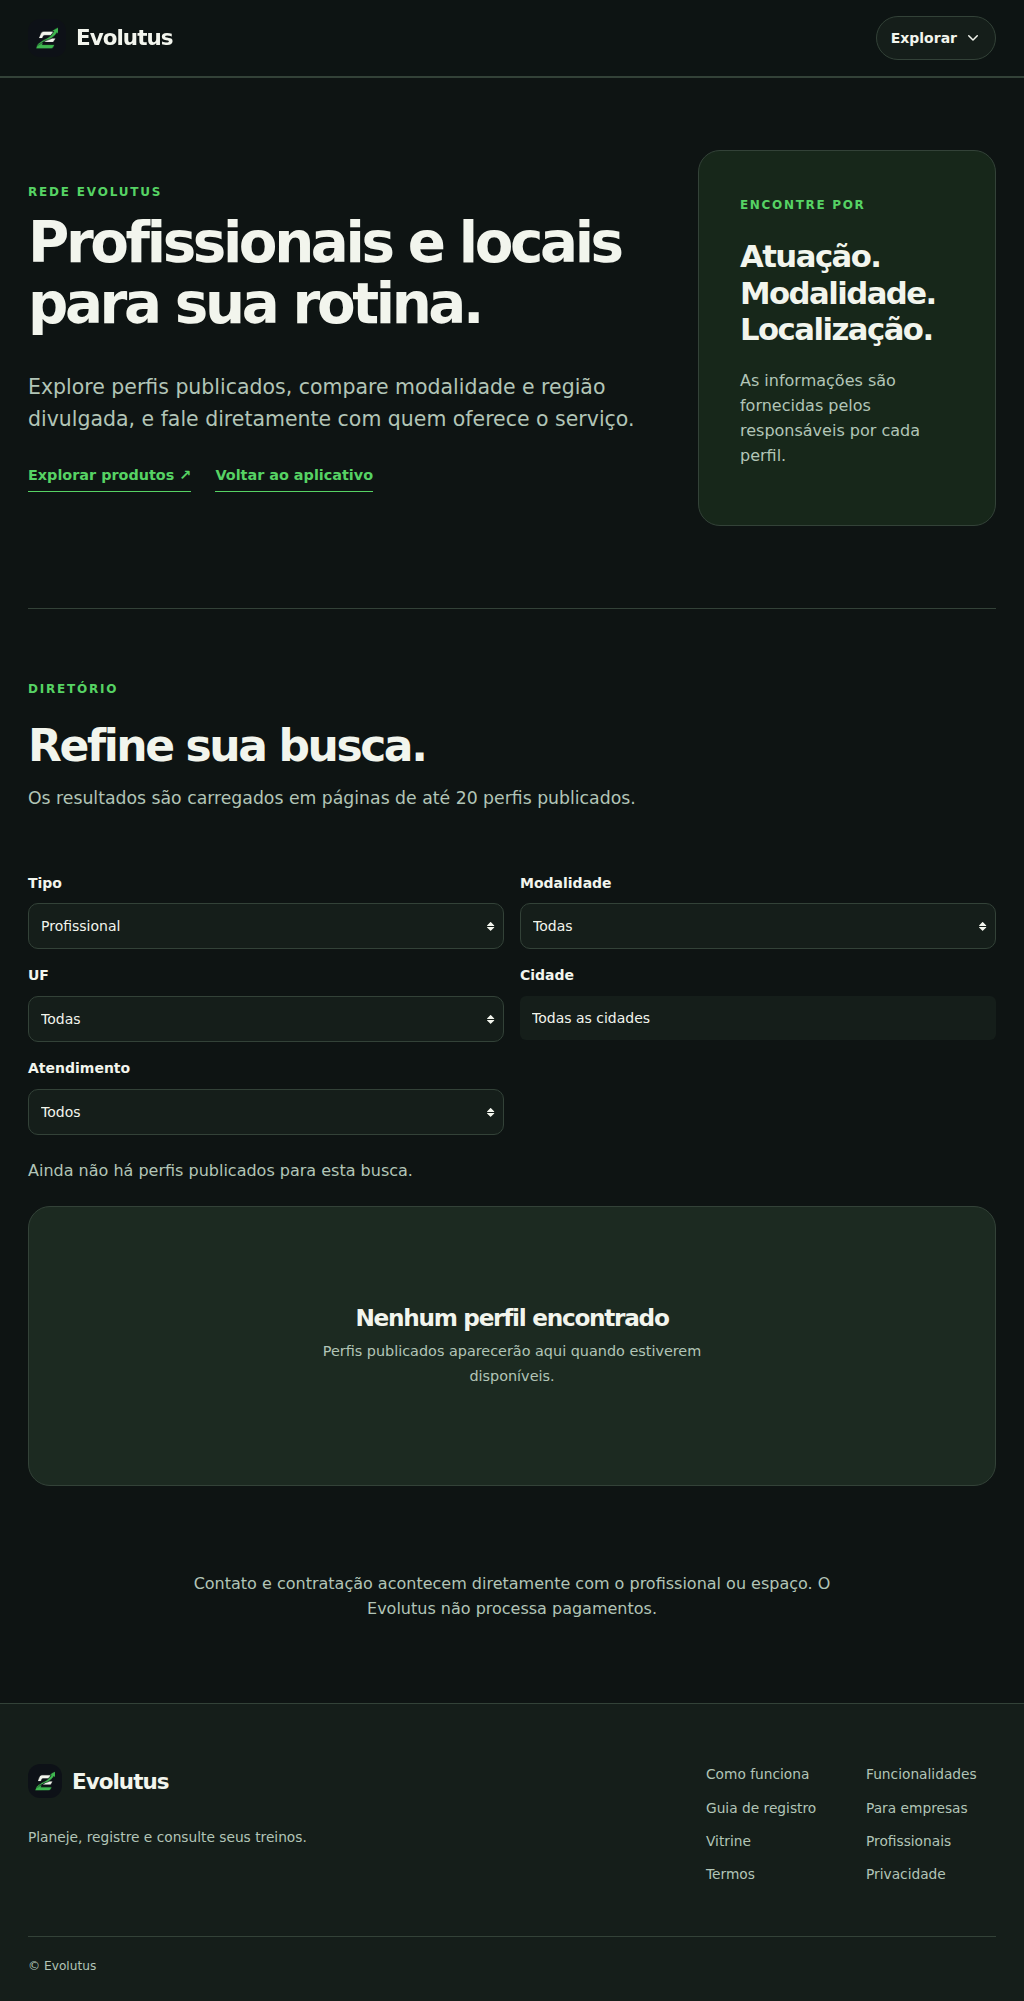 Evolutus
Explorar
REDE EVOLUTUS
Profissionais e locais
para sua rotina.
Explore perfis publicados, compare modalidade e região
divulgada, e fale diretamente com quem oferece o serviço.
Explorar produtos ↗ Voltar ao aplicativo
ENCONTRE POR
Atuação.
Modalidade.
Localização.
As informações são
fornecidas pelos
responsáveis por cada
perfil.
DIRETÓRIO
Refine sua busca.
Os resultados são carregados em páginas de até 20 perfis publicados.
Tipo
Profissional
Modalidade
Todas
UF
Todas
Cidade
Todas as cidades
Atendimento
Todos
Ainda não há perfis publicados para esta busca.
Nenhum perfil encontrado
Perfis publicados aparecerão aqui quando estiverem
disponíveis.
Contato e contratação acontecem diretamente com o profissional ou espaço. O
Evolutus não processa pagamentos.
Evolutus
Planeje, registre e consulte seus treinos.
Como funciona
Funcionalidades
Guia de registro
Para empresas
Vitrine
Profissionais
Termos
Privacidade
© Evolutus